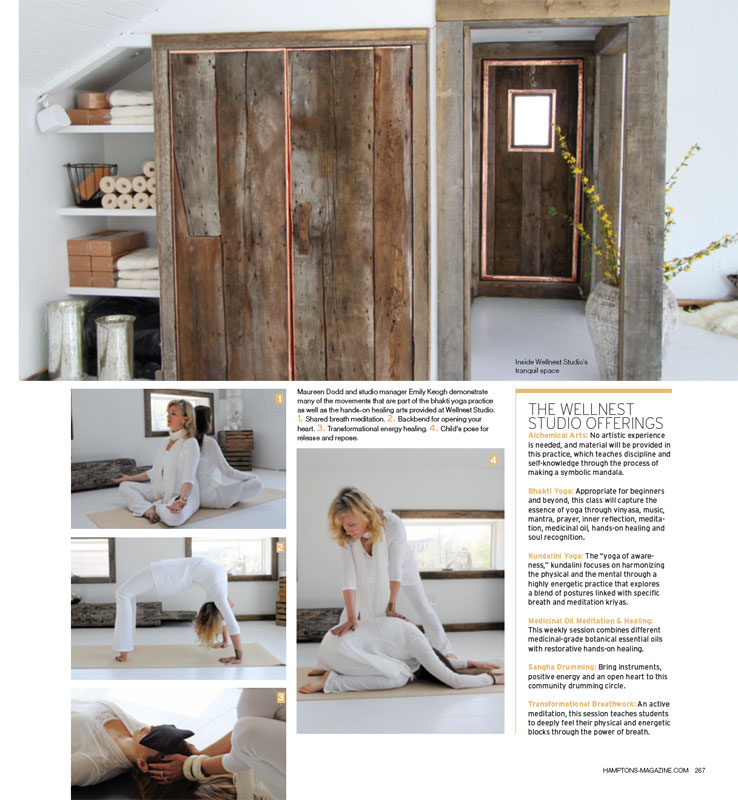 Inside Wellnest Studio's
tranquil space
Maureen Dodd and studio manager Emily Keogh demonstrate
many of the movements that are part of the bhakti yoga practice
as well as the hands-on healing arts provided at Wellnest Studio.
1. Shared breath meditation. 2. Backbend for opening your
heart. 3. Transformational energy healing. 4. Child's pose for
release and repose.
1
2
3
4
THE WELLNEST
STUDIO OFFERINGS
Alchemical Arts: No artistic experience
is needed, and material will be provided in
this practice, which teaches discipline and
self-knowledge through the process of
making a symbolic mandala.
Bhakti Yoga: Appropriate for beginners
and beyond, this class will capture the
essence of yoga through vinyasa, music,
mantra, prayer, inner reflection, medita-
tion, medicinal oil, hands-on healing and
soul recognition.
Kundalini Yoga: The "yoga of aware-
ness," kundalini focuses on harmonizing
the physical and the mental through a
highly energetic practice that explores
a blend of postures linked with specific
breath and meditation kriyas.
Medicinal Oil Meditation & Healing:
This weekly session combines different
medicinal-grade botanical essential oils
with restorative hands-on healing.
Sangha Drumming: Bring instruments,
positive energy and an open heart to this
community drumming circle.
Transformational Breathwork: An active
meditation, this session teaches students
to deeply feel their physical and energetic
blocks through the power of breath.
HAMPTONS-MAGAZINE.COM 267